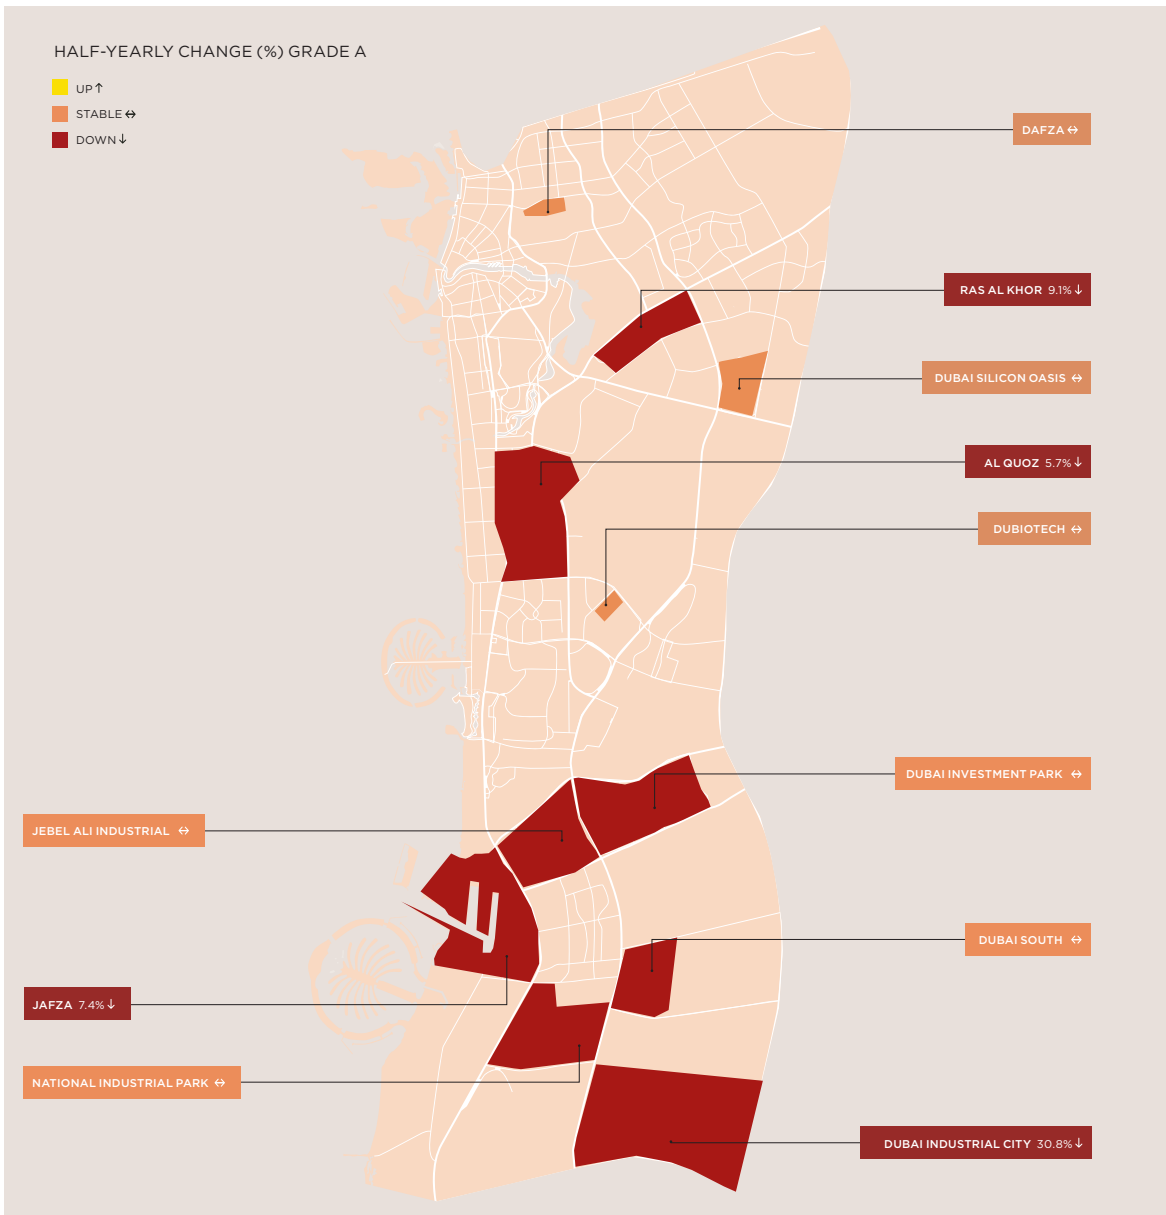 HALF-YEARLY CHANGE (%) GRADE A
UP ↑
STABLE ↔
DOWN ↓
DAFZA ↔
RAS AL KHOR 9.1% ↓
DUBAI SILICON OASIS ↔
AL QUOZ 5.7% ↓
DUBIOTECH ↔
DUBAI INVESTMENT PARK ↔
JEBEL ALI INDUSTRIAL ↔
DUBAI SOUTH ↔
JAFZA 7.4% ↓
NATIONAL INDUSTRIAL PARK ↔
DUBAI INDUSTRIAL CITY 30.8% ↓